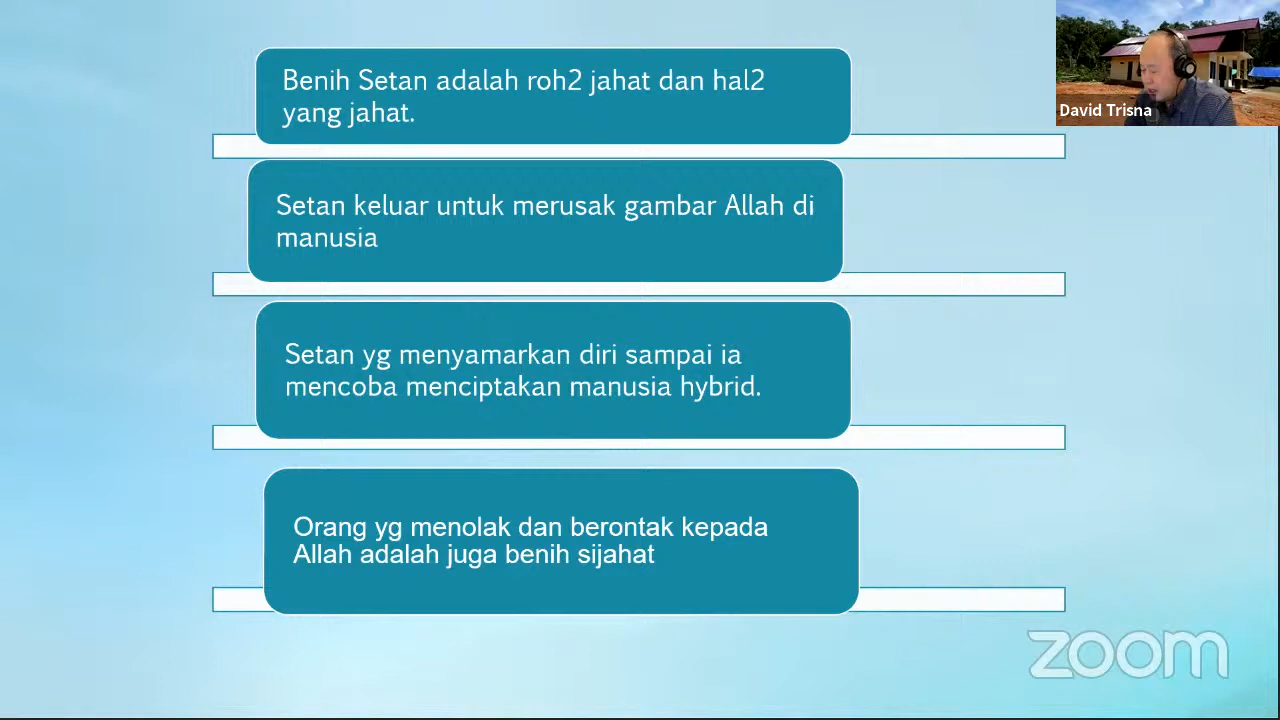 Benih Setan adalah roh2 jahat dan hal2
yang jahat.
David Trisna
Setan keluar untuk merusak gambar Allah di
manusia
Setan yg menyamarkan diri sampai ia
mencoba menciptakan manusia hybrid.
Orang yg menolak dan berontak kepada
Allah adalah juga benih sijahat
zoom